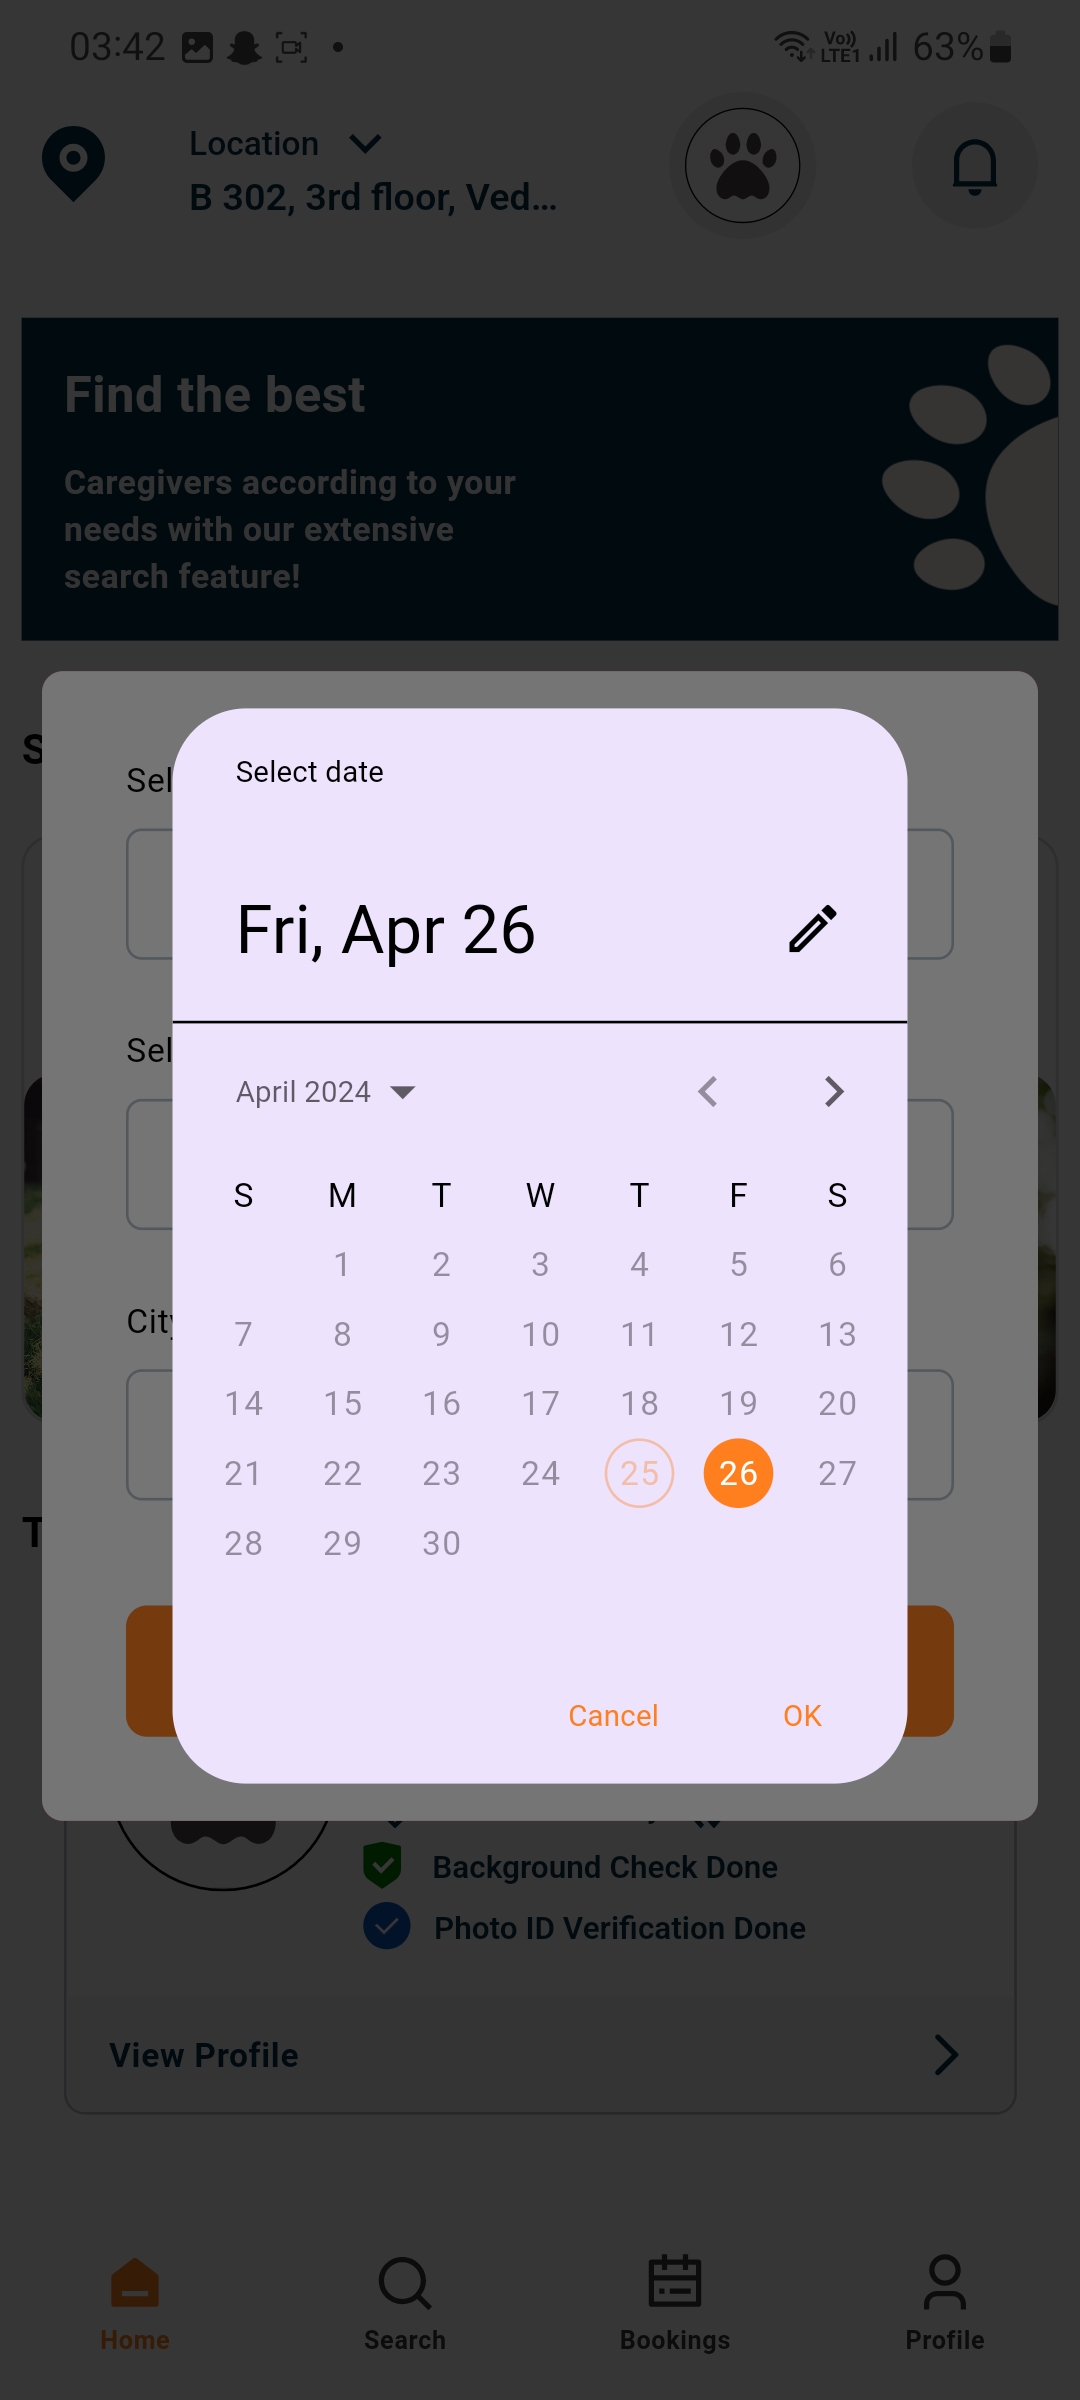 03:42
Vo))
LTE1
63%
Location
B 302, 3rd floor, Ved...
Find the best
Caregivers according to your
needs with our extensive
search feature!
S
Sel
Select date
Fri, Apr 26
Sel
April 2024
S M T W T F S
1 2 3 4 5 6
7 8 9 10 11 12 13
14 15 16 17 18 19 20
21 22 23 24 25 26 27
28 29 30
City
T
Cancel OK
Background Check Done
Photo ID Verification Done
View Profile
Home Search Bookings Profile